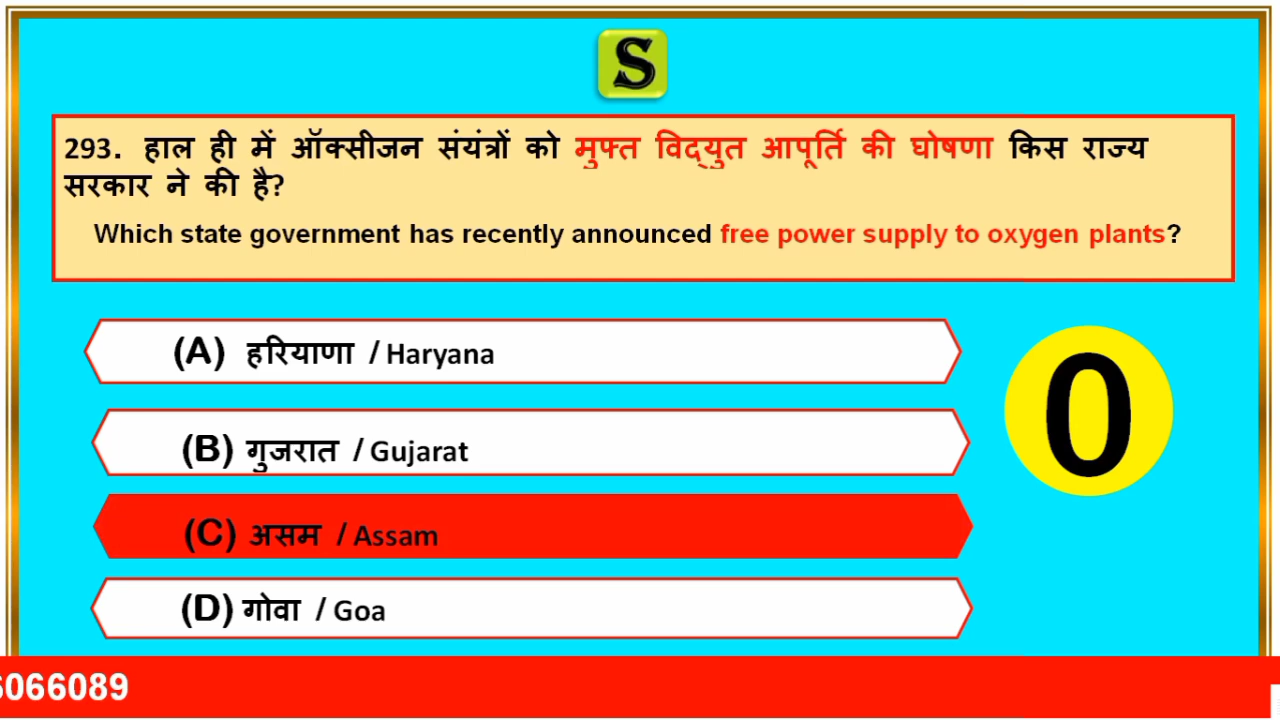 S
293. हाल ही में ऑक्सीजन संयंत्रों को मुफ्त विद्युत आपूर्ति की घोषणा किस राज्य
सरकार ने की है?
Which state government has recently announced free power supply to oxygen plants?
(A) हरियाणा / Haryana
(B) गुजरात / Gujarat
(C) असम / Assam
(D) गोवा / Goa
0
6066089